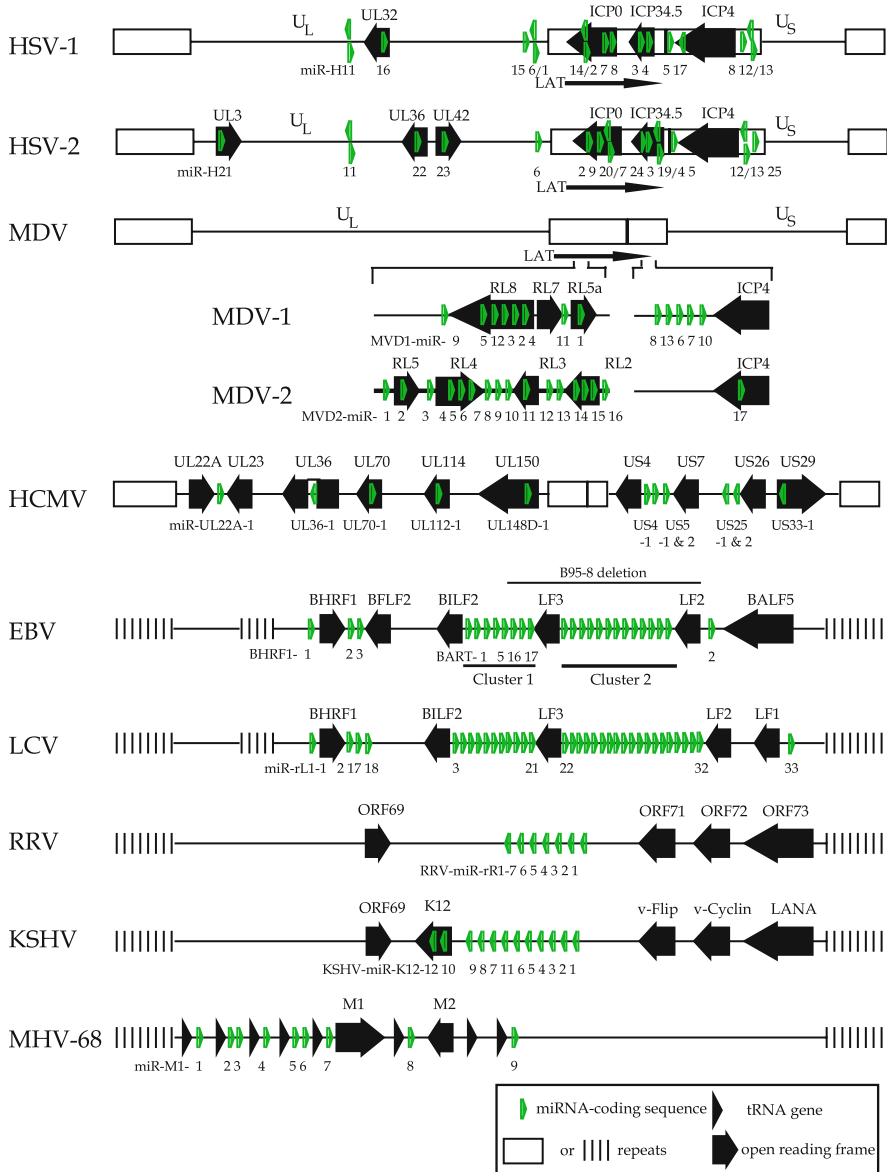 U_L UL32 ICP0 ICP34.5 ICP4 U_S
HSV-1
miR-H11 16 15 6/1 14/2 7 8 3 4 5 17 8 12/13
LAT
UL3 U_L UL36 UL42 ICP0 ICP34.5 ICP4 U_S
HSV-2
miR-H21 11 22 23 6 2 9 20/7 24 3 19/4 5 12/13 25
LAT
MDV U_L U_S
LAT
RL8 RL7 RL5a ICP4
MDV-1
MVD1-miR- 9 5 12 3 2 4 11 1 8 13 6 7 10
RL5 RL4 RL3 RL2 ICP4
MDV-2
MVD2-miR- 1 2 3 4 5 6 7 8 9 10 11 12 13 14 15 16 17
UL22A UL23 UL36 UL70 UL114 UL150 US4 US7 US26 US29
HCMV
miR-UL22A-1 UL36-1 UL70-1 UL112-1 UL148D-1 US4 US5 US25 US33-1
-1 -1 & 2 -1 & 2
B95-8 deletion
BHRF1 BFLF2 BILF2 LF3 LF2 BALF5
EBV
BHRF1- 1 2 3 BART- 1 5 16 17 2
Cluster 1 Cluster 2
BHRF1 BILF2 LF3 LF2 LF1
LCV
miR-rL1-1 2 17 18 3 21 22 32 33
ORF69 ORF71 ORF72 ORF73
RRV
RRV-miR-rR1-7 6 5 4 3 2 1
ORF69 K12 v-Flip v-Cyclin LANA
KSHV
KSHV-miR-K12-12 10 9 8 7 11 6 5 4 3 2 1
M1 M2
MHV-68
miR-M1- 1 2 3 4 5 6 7 8 9
miRNA-coding sequence tRNA gene
or repeats open reading frame